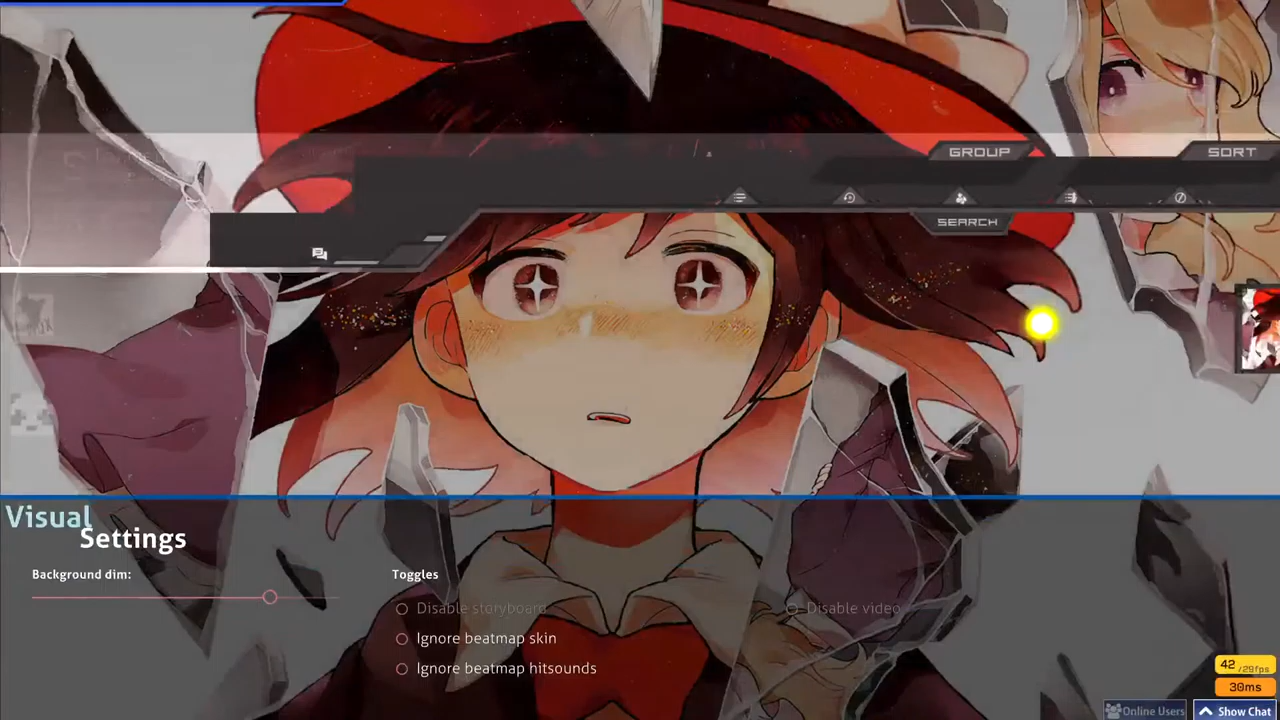 GROUP
SORT
SEARCH
Visual
Settings
Background dim:
Toggles
Disable storyboard
Disable video
Ignore beatmap skin
Ignore beatmap hitsounds
42 /29fps
30ms
Online Users
Show Chat